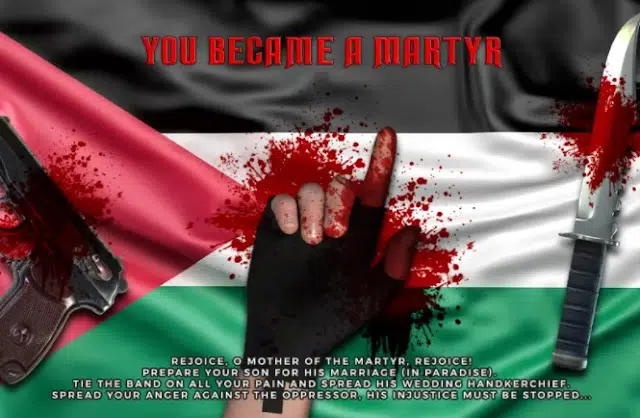 YOU BECAME A MARTYR
REJOICE, O MOTHER OF THE MARTYR, REJOICE!
PREPARE YOUR SON FOR HIS MARRIAGE (IN PARADISE).
TIE THE BAND ON ALL YOUR PAIN AND SPREAD HIS WEDDING HANDKERCHIEF.
SPREAD YOUR ANGER AGAINST THE OPPRESSOR, HIS INJUSTICE MUST BE STOPPED...